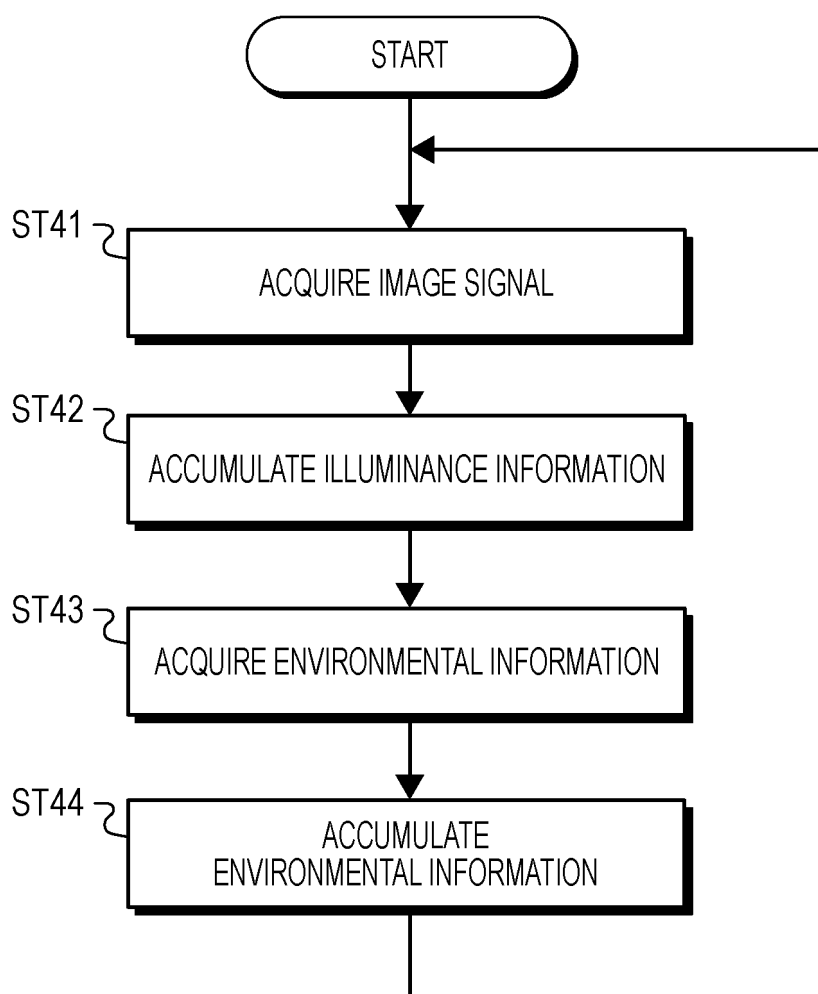 START
ST41
ACQUIRE IMAGE SIGNAL
ST42
ACCUMULATE ILLUMINANCE INFORMATION
ST43
ACQUIRE ENVIRONMENTAL INFORMATION
ST44
ACCUMULATE
ENVIRONMENTAL INFORMATION